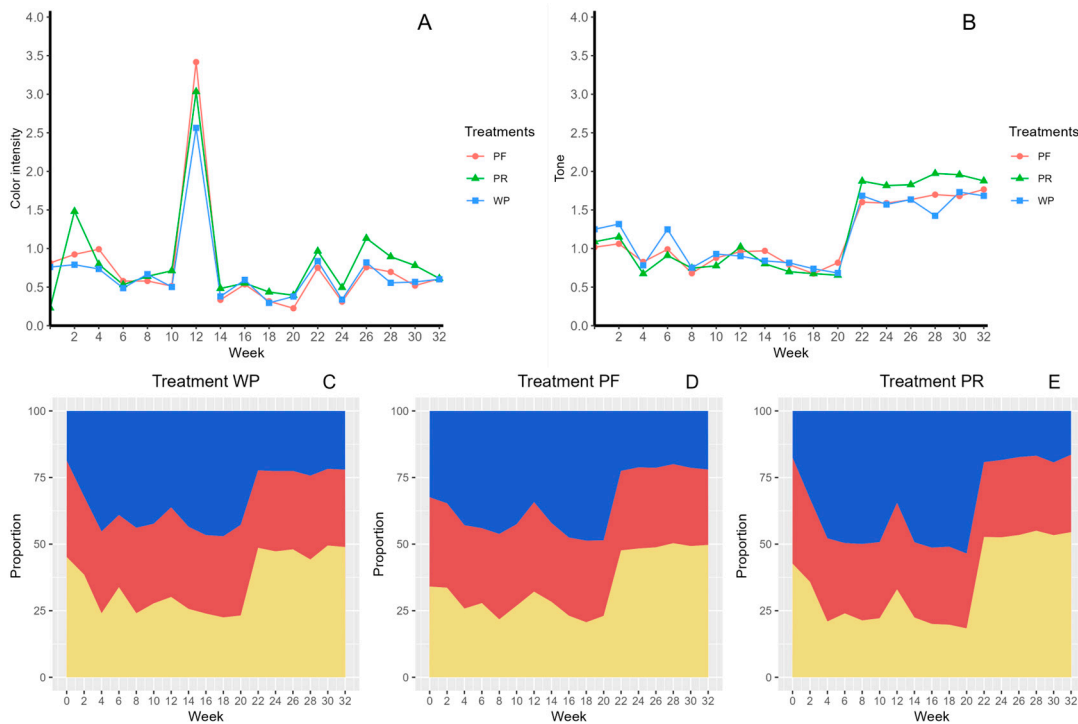 A
4.0
3.5
3.0
2.5
2.0
1.5
1.0
0.5
0.0
Color intensity
2 4 6 8 10 12 14 16 18 20 22 24 26 28 30 32
Week
Treatments
PF
PR
WP
B
4.0
3.5
3.0
2.5
2.0
1.5
1.0
0.5
0.0
Tone
2 4 6 8 10 12 14 16 18 20 22 24 26 28 30 32
Week
Treatments
PF
PR
WP
Treatment WP C
100
75
50
25
0
Proportion
0 2 4 6 8 10 12 14 16 18 20 22 24 26 28 30 32
Week
Treatment PF D
100
75
50
25
0
Proportion
0 2 4 6 8 10 12 14 16 18 20 22 24 26 28 30 32
Week
Treatment PR E
100
75
50
25
0
Proportion
0 2 4 6 8 10 12 14 16 18 20 22 24 26 28 30 32
Week